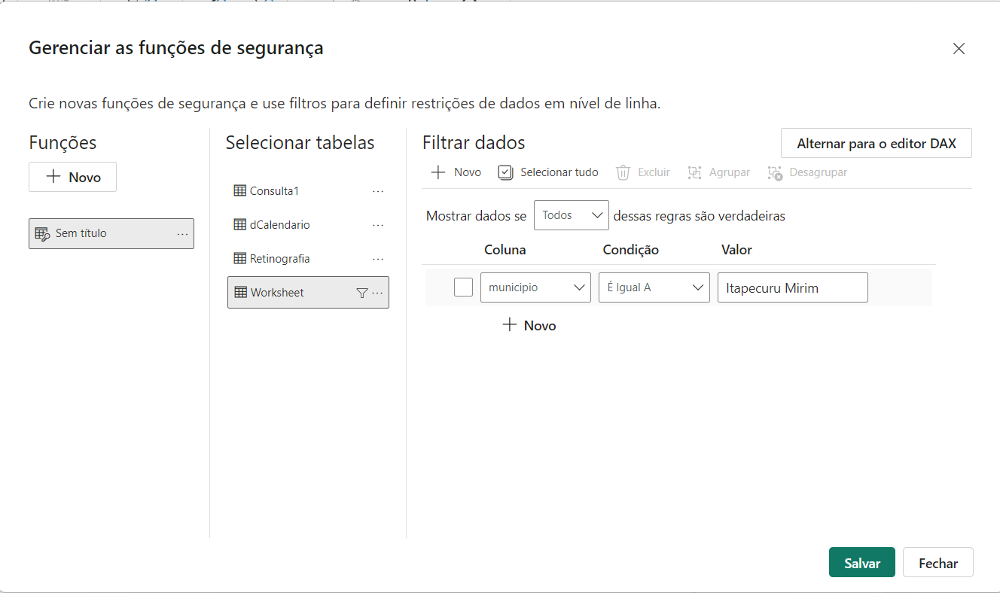 Gerenciar as funções de segurança
Crie novas funções de segurança e use filtros para definir restrições de dados em nível de linha.
Funções
Novo
Sem título
Selecionar tabelas
Consulta1
dCalendario
Retinografia
Worksheet
Filtrar dados
Alternar para o editor DAX
Novo Selecionar tudo Excluir Agrupar Desagrupar
Mostrar dados se Todos dessas regras são verdadeiras
Coluna Condição Valor
municipio É Igual A Itapecuru Mirim
Novo
Salvar Fechar